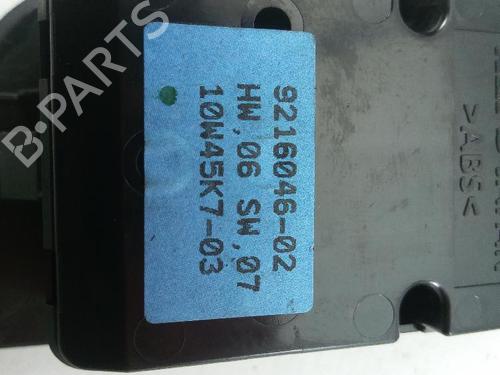 B-PARTS
9216046-02
HW,06 SW,07
10W45K7-03
>ABS<